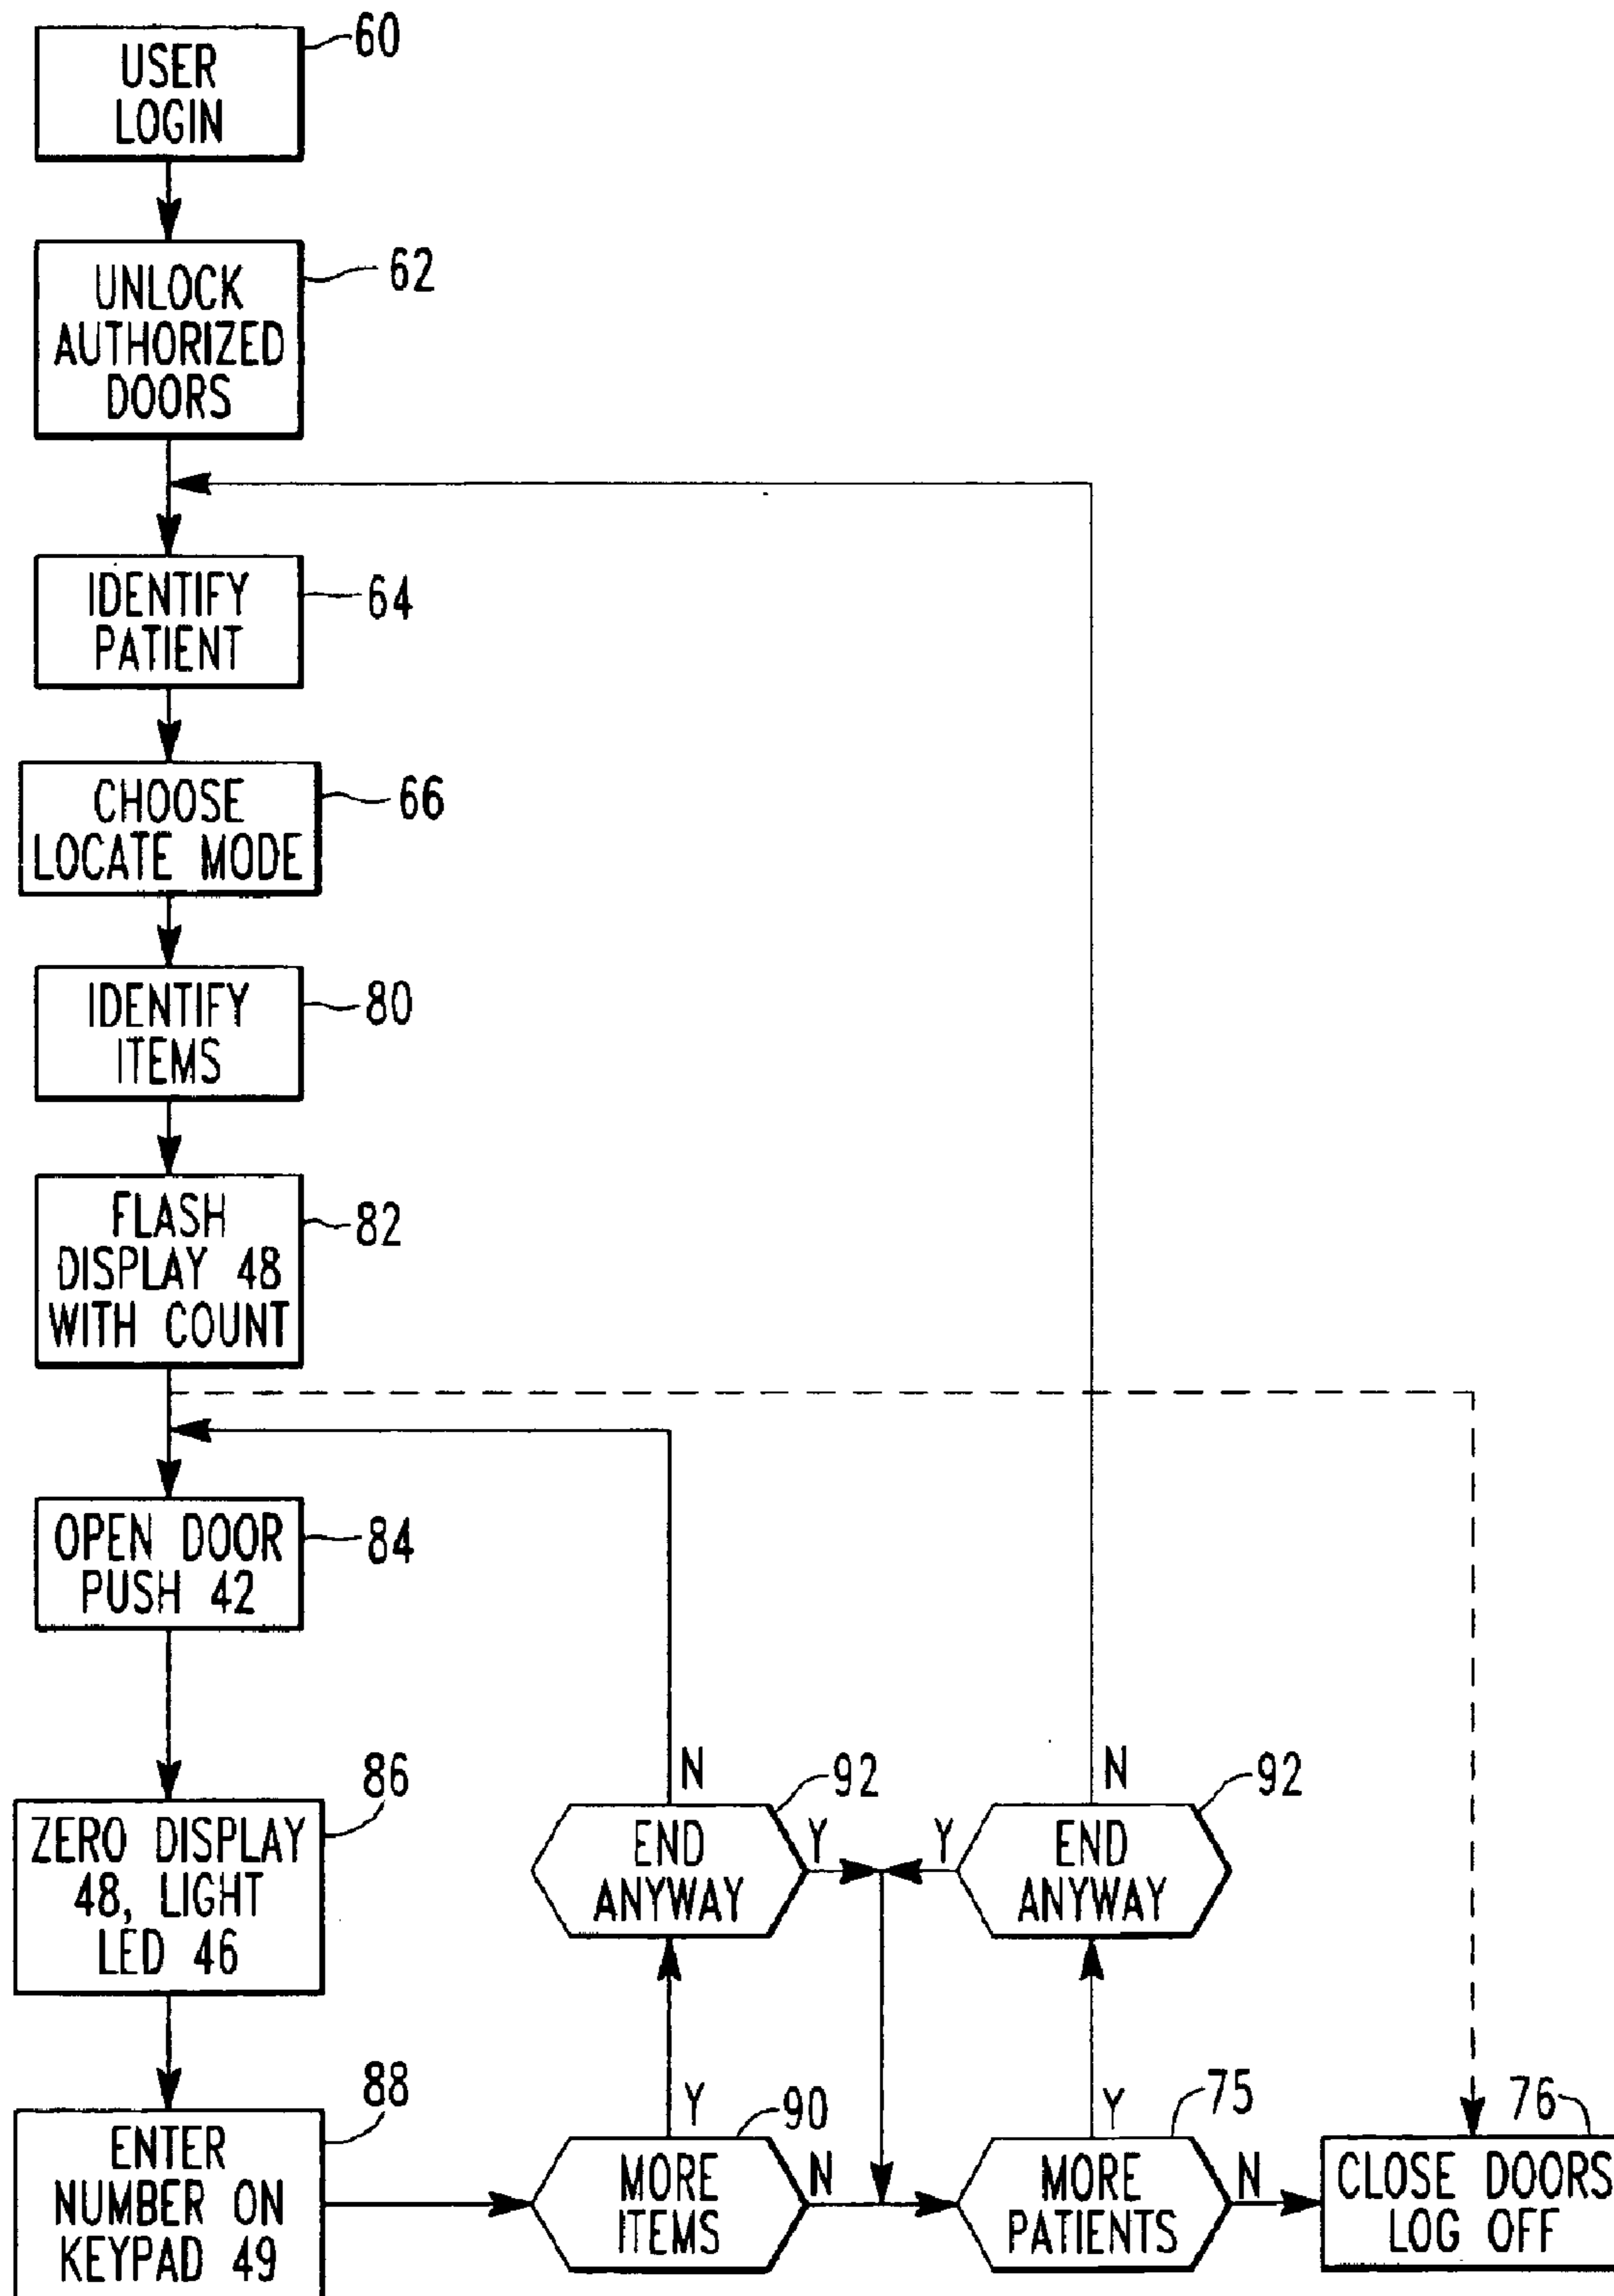 USER
LOGIN
60
UNLOCK
AUTHORIZED
DOORS
62
IDENTIFY
PATIENT
64
CHOOSE
LOCATE MODE
66
IDENTIFY
ITEMS
80
FLASH
DISPLAY 48
WITH COUNT
82
OPEN DOOR
PUSH 42
84
ZERO DISPLAY
48, LIGHT
LED 46
86
ENTER
NUMBER ON
KEYPAD 49
88
N
END
ANYWAY
92
Y
Y
N
END
ANYWAY
92
Y
MORE
ITEMS
90
N
Y
MORE
PATIENTS
75
N
CLOSE DOORS
LOG OFF
76